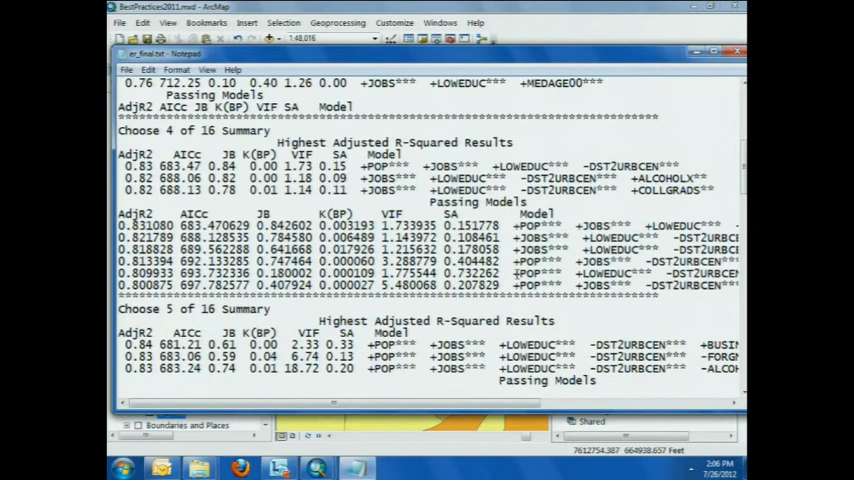 BestPractices2011.mxd - ArcMap
File Edit View Bookmarks Insert Selection Geoprocessing Customize Windows Help
1:48,016
er_final.txt - Notepad
File Edit Format View Help
0.76 712.25 0.10 0.40 1.26 0.00 +JOBS*** +LOWEDUC*** +MEDAGE00***
Passing Models
AdjR2 AICc JB K(BP) VIF SA Model
******************************************************************************
Choose 4 of 16 Summary
Highest Adjusted R-Squared Results
AdjR2 AICc JB K(BP) VIF SA Model
0.83 683.47 0.84 0.00 1.73 0.15 +POP*** +JOBS*** +LOWEDUC*** -DST2URBCEN***
0.82 688.06 0.82 0.00 1.18 0.09 +JOBS*** +LOWEDUC*** -DST2URBCEN*** +ALCOHOLX**
0.82 688.13 0.78 0.01 1.14 0.11 +JOBS*** +LOWEDUC*** -DST2URBCEN*** +COLLGRADS**
Passing Models
AdjR2 AICc JB K(BP) VIF SA Model
0.831080 683.470629 0.842602 0.003193 1.733935 0.151778 +POP*** +JOBS*** +LOWEDUC*** -
0.821789 688.128535 0.784580 0.006489 1.143972 0.108461 +JOBS*** +LOWEDUC*** -DST2URBCE
0.818828 689.562288 0.641668 0.017926 1.215632 0.178058 +JOBS*** +LOWEDUC*** -DST2URBCE
0.813394 692.133285 0.747464 0.000060 3.288779 0.404482 +POP*** +JOBS*** -DST2URBCEN***
0.809933 693.732336 0.180002 0.000109 1.775544 0.732262 +POP*** +LOWEDUC*** -DST2URBCEN
0.800875 697.782577 0.407924 0.000027 5.480068 0.207829 +POP*** +JOBS*** -DST2URBCEN***
******************************************************************************
Choose 5 of 16 Summary
Highest Adjusted R-Squared Results
AdjR2 AICc JB K(BP) VIF SA Model
0.84 681.21 0.61 0.00 2.33 0.33 +POP*** +JOBS*** +LOWEDUC*** -DST2URBCEN*** +BUSIN
0.83 683.06 0.59 0.04 6.74 0.13 +POP*** +JOBS*** +LOWEDUC*** -DST2URBCEN*** -FORGN
0.83 683.24 0.74 0.01 18.72 0.20 +POP*** +JOBS*** +LOWEDUC*** -DST2URBCEN*** -ALCOH
Passing Models
Boundaries and Places
Shared
7612754.387 664938.657 Feet
2:06 PM
7/26/2012